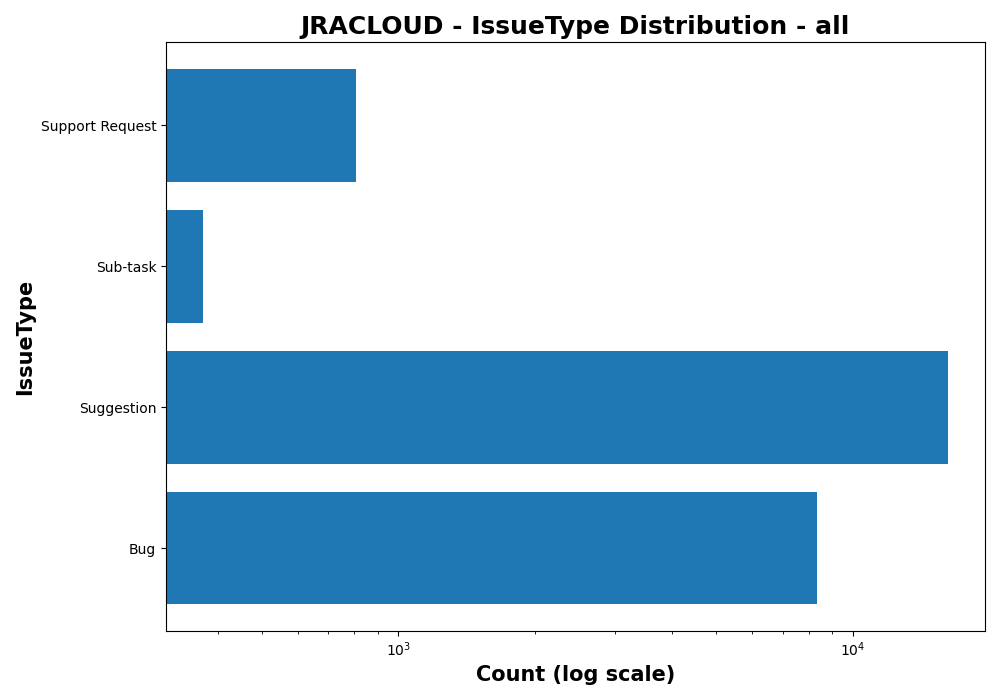 JRACLOUD - IssueType Distribution - all
IssueType
Support Request
Sub-task
Suggestion
Bug
10³
10⁴
Count (log scale)